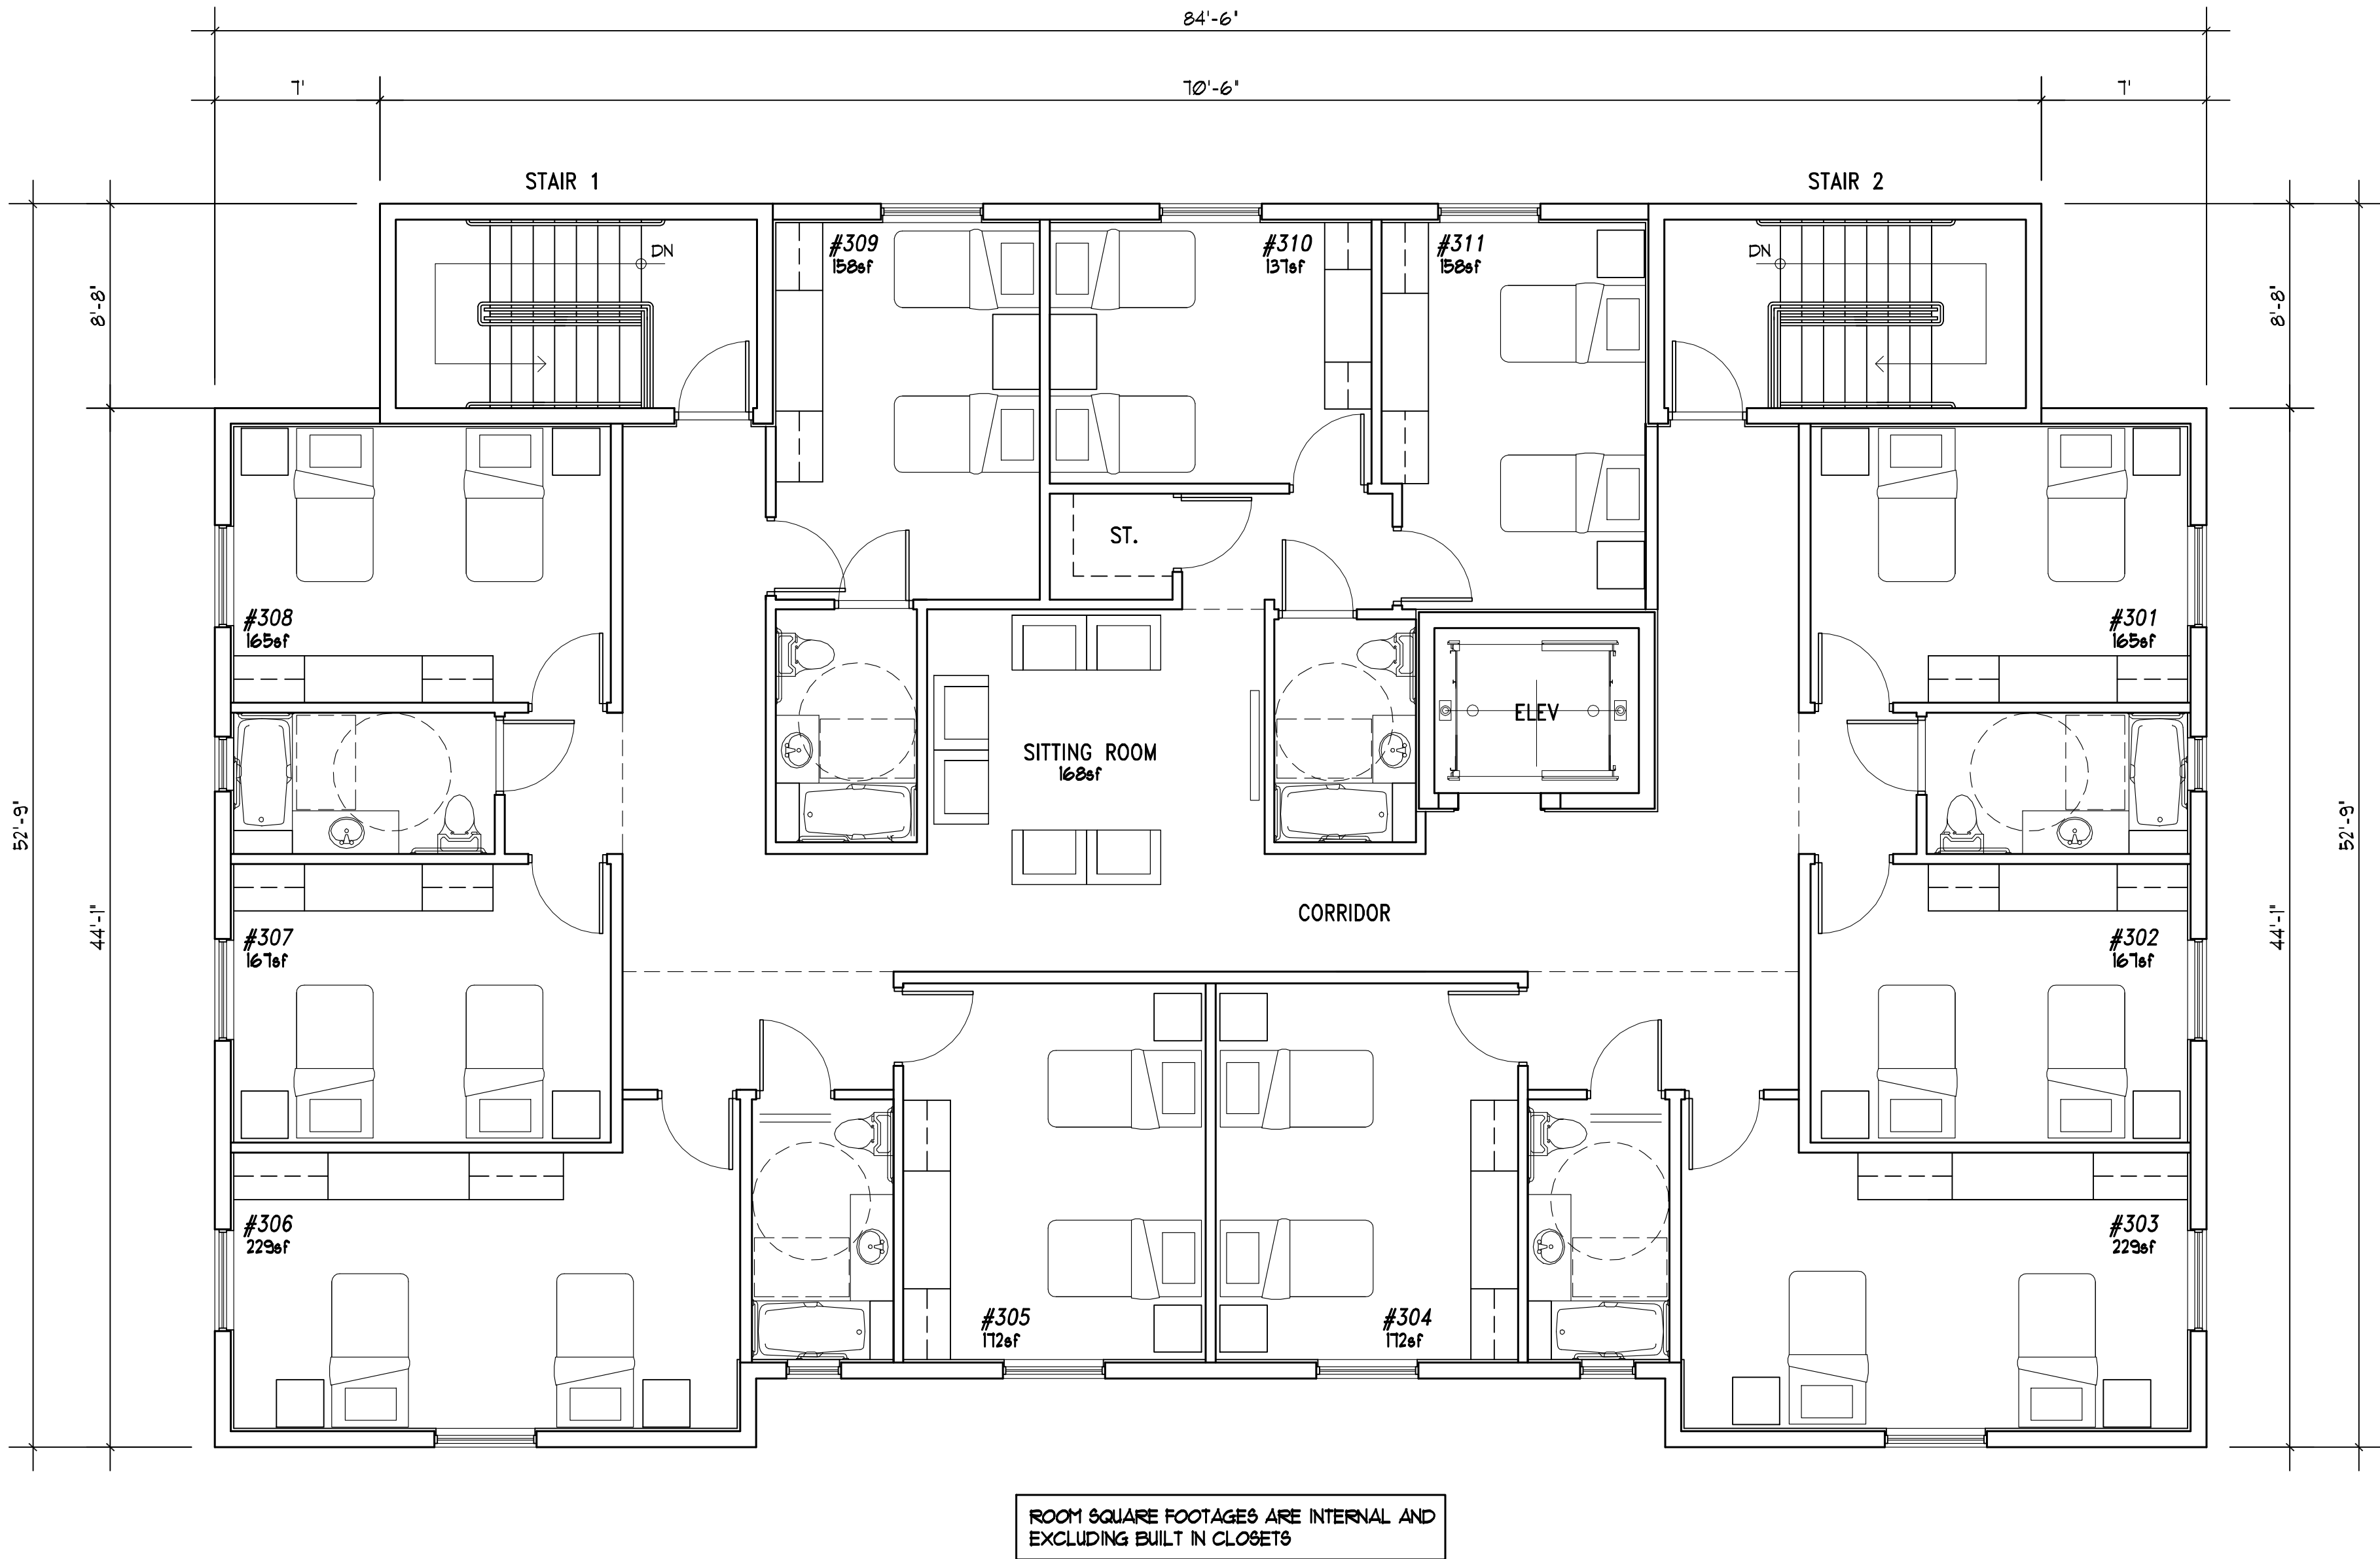 84'-6"
7'
70'-6"
7'
STAIR 1
STAIR 2
DN
DN
#309
158sf
#310
137sf
#311
158sf
8'-8"
8'-8"
ST.
#308
165sf
#301
165sf
ELEV
SITTING ROOM
168sf
52'-9"
52'-9"
44'-1"
44'-1"
CORRIDOR
#307
167sf
#302
167sf
#306
229sf
#303
229sf
#305
172sf
#304
172sf
ROOM SQUARE FOOTAGES ARE INTERNAL AND
EXCLUDING BUILT IN CLOSETS